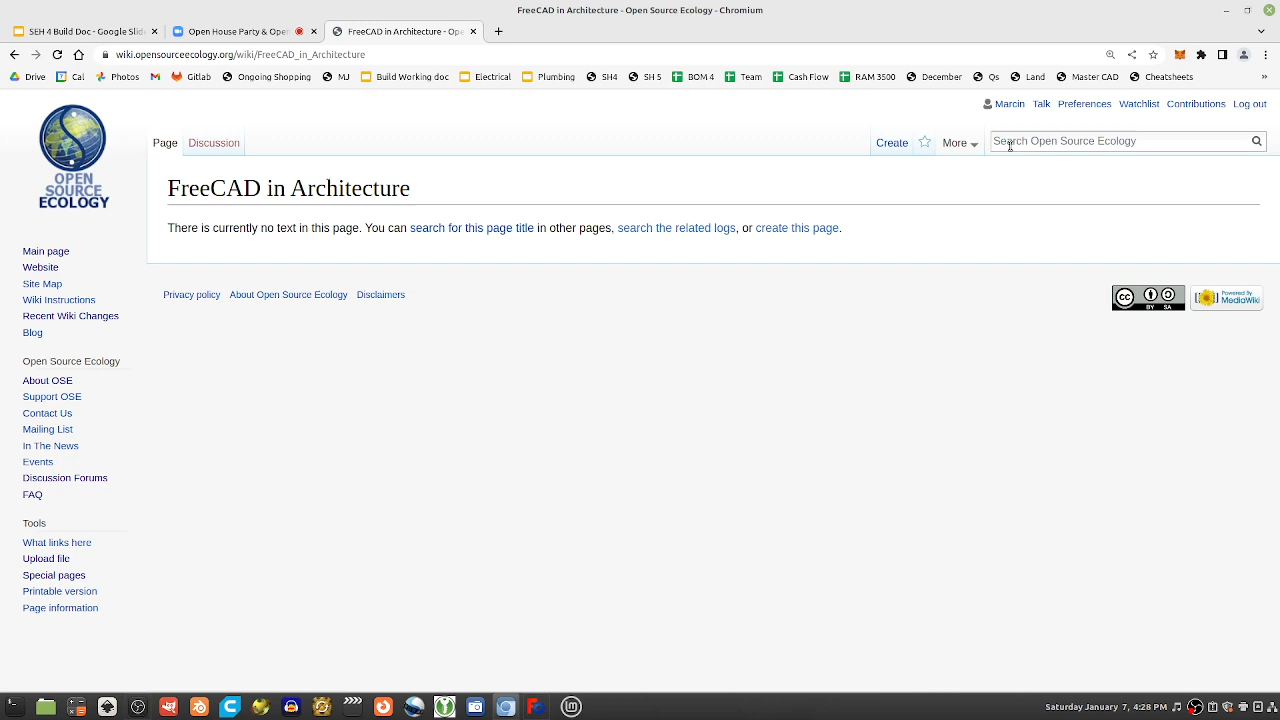 FreeCAD in Architecture - Open Source Ecology - Chromium
SEH 4 Build Doc - Google Slid
Open House Party & Open
FreeCAD in Architecture - Ope
wiki.opensourceecology.org/wiki/FreeCAD_in_Architecture
Drive Cal Photos Gitlab Ongoing Shopping MJ Build Working doc Electrical Plumbing SH4 SH 5 BOM 4 Team Cash Flow RAM 3500 December Qs Land Master CAD Cheatsheets »
Marcin Talk Preferences Watchlist Contributions Log out
Page Discussion Create More Search Open Source Ecology
OPEN
SOURCE
ECOLOGY
FreeCAD in Architecture
There is currently no text in this page. You can search for this page title in other pages, search the related logs, or create this page.
Main page
Website
Site Map
Wiki Instructions
Recent Wiki Changes
Blog
Open Source Ecology
About OSE
Support OSE
Contact Us
Mailing List
In The News
Events
Discussion Forums
FAQ
Tools
What links here
Upload file
Special pages
Printable version
Page information
Privacy policy About Open Source Ecology Disclaimers
CC BY SA
Powered By
MediaWiki
Saturday January 7, 4:28 PM